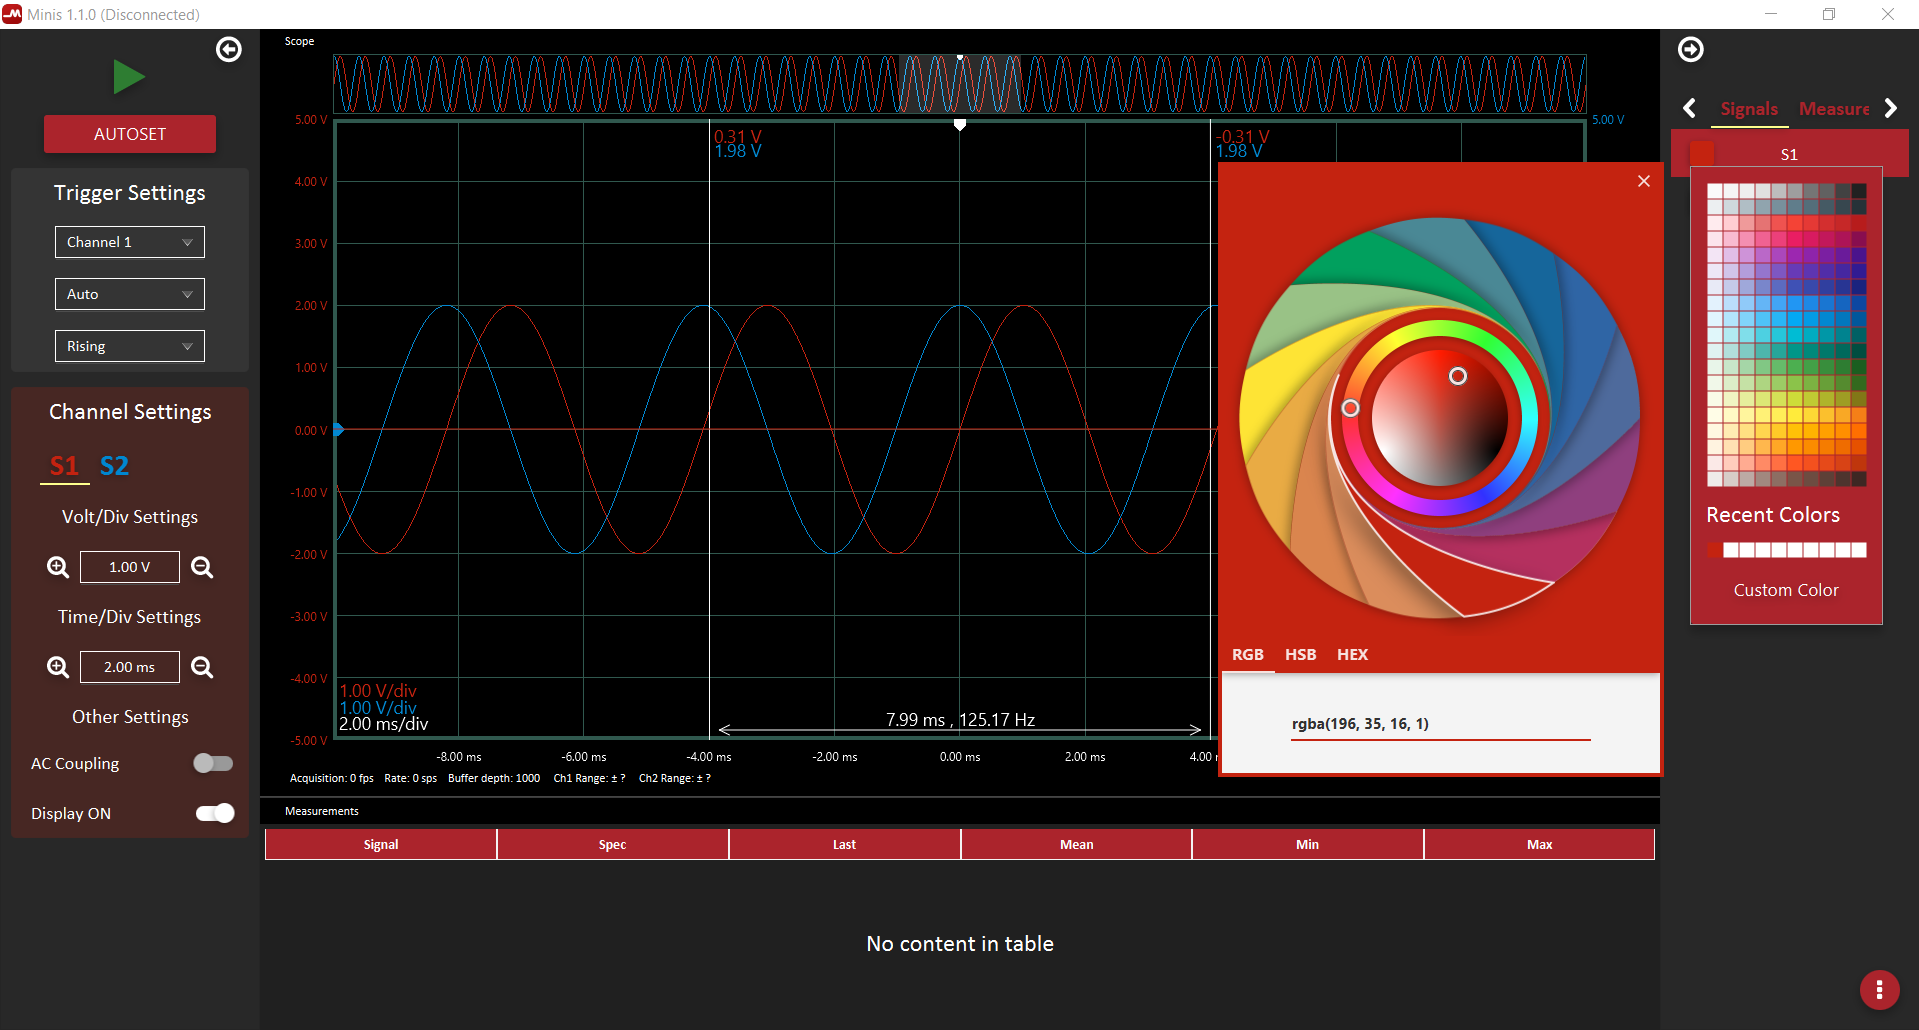 Minis 1.1.0 (Disconnected)
AUTOSET
Trigger Settings
Channel 1
Auto
Rising
Channel Settings
S1 S2
Volt/Div Settings
1.00 V
Time/Div Settings
2.00 ms
Other Settings
AC Coupling
Display ON
Scope
5.00 V
4.00 V
3.00 V
2.00 V
1.00 V
0.00 V
-1.00 V
-2.00 V
-3.00 V
-4.00 V
-5.00 V
5.00 V
0.31 V
1.98 V
-0.31 V
1.98 V
1.00 V/div
1.00 V/div
2.00 ms/div
7.99 ms , 125.17 Hz
-8.00 ms -6.00 ms -4.00 ms -2.00 ms 0.00 ms 2.00 ms 4.00
Acquisition: 0 fps Rate: 0 sps Buffer depth: 1000 Ch1 Range: ± ? Ch2 Range: ± ?
Measurements
Signal Spec Last Mean Min Max
No content in table
RGB HSB HEX
rgba(196, 35, 16, 1)
Signals Measure
S1
Recent Colors
Custom Color